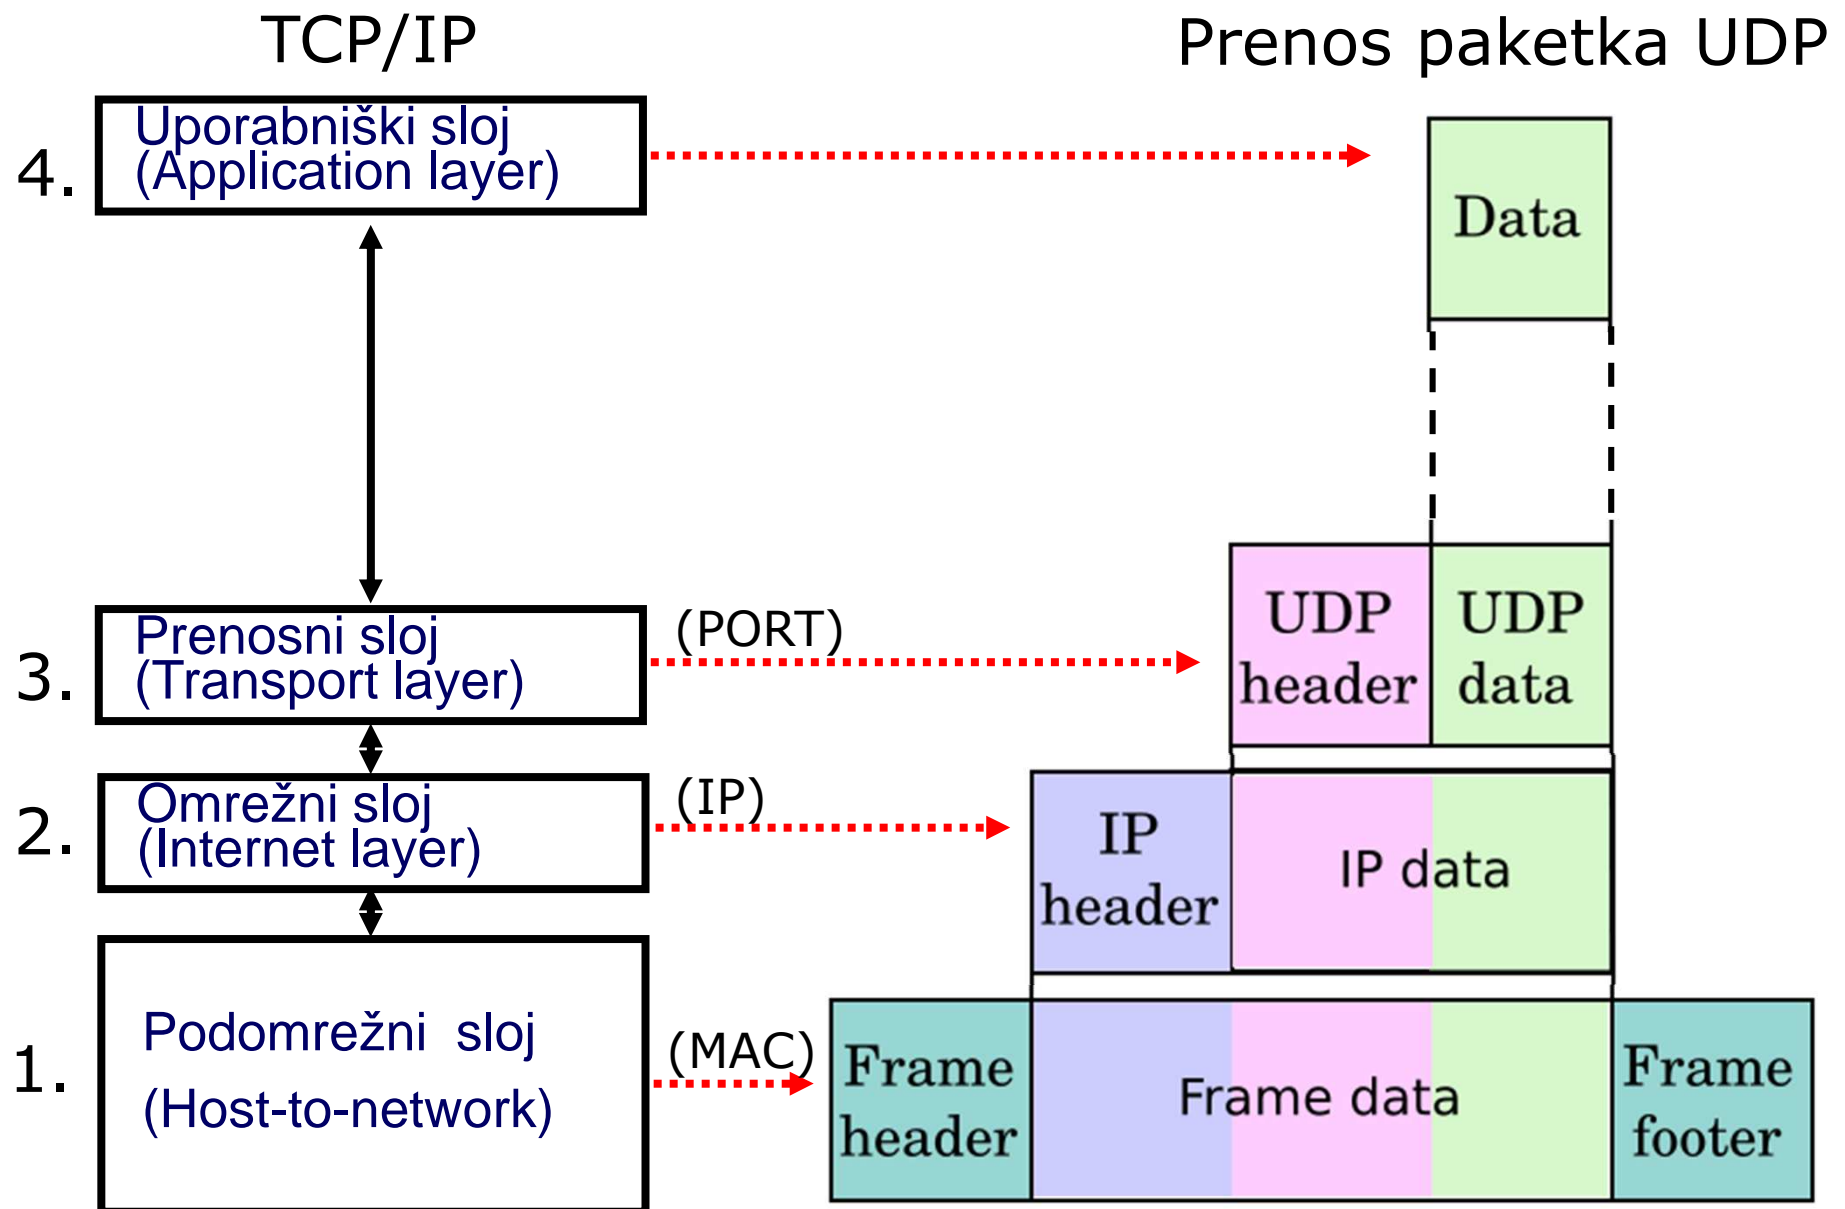 TCP/IP
Prenos paketka UDP
4.
Uporabniški sloj
(Application layer)
Data
3.
Prenosni sloj
(Transport layer)
(PORT)
UDP
header
UDP
data
2.
Omrežni sloj
(Internet layer)
(IP)
IP
header
IP data
1.
Podomrežni sloj
(Host-to-network)
(MAC)
Frame
header
Frame data
Frame
footer